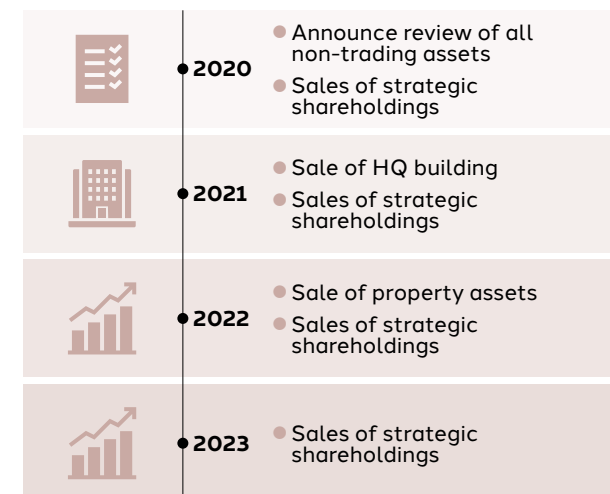 2020
Announce review of all
non-trading assets
Sales of strategic
shareholdings
2021
Sale of HQ building
Sales of strategic
shareholdings
2022
Sale of property assets
Sales of strategic
shareholdings
2023
Sales of strategic
shareholdings